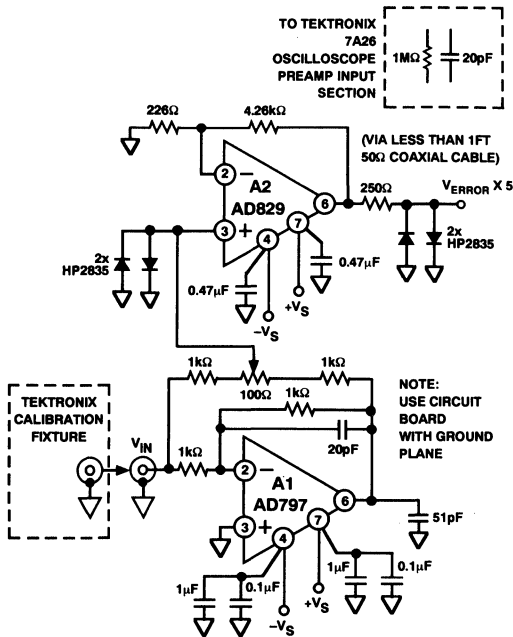 TO TEKTRONIX
7A26
OSCILLOSCOPE
PREAMP INPUT
SECTION
1MΩ
20pF
226Ω
4.26kΩ
(VIA LESS THAN 1FT
50Ω COAXIAL CABLE)
2
–
A2
AD829
3
+
6
7
4
250Ω
VERROR X 5
2x
HP2835
2x
HP2835
0.47µF
0.47µF
+VS
–VS
1kΩ
100Ω
1kΩ
1kΩ
20pF
NOTE:
USE CIRCUIT
BOARD
WITH GROUND
PLANE
TEKTRONIX
CALIBRATION
FIXTURE
VIN
1kΩ
2
–
A1
AD797
3
+
6
7
4
51pF
1µF
0.1µF
1µF
0.1µF
+VS
–VS